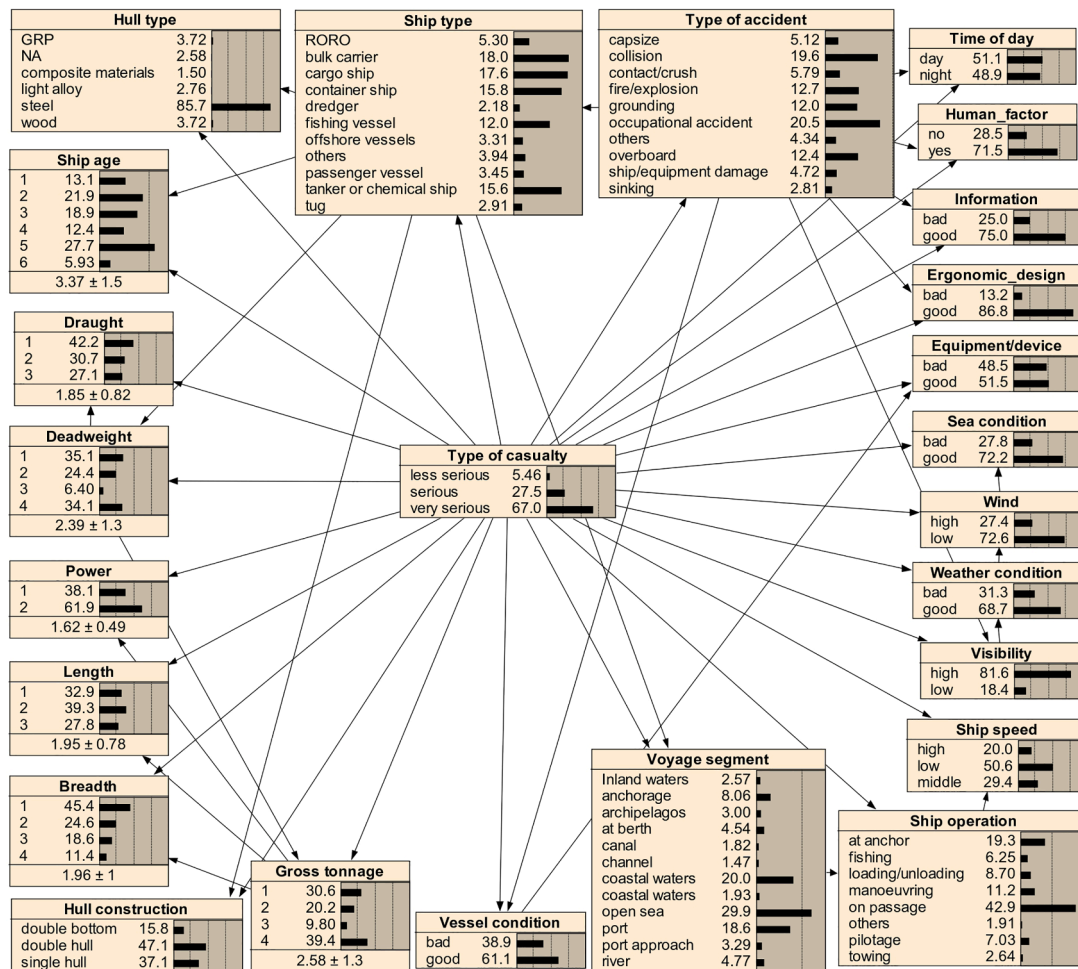 Hull type
GRP 3.72
NA 2.58
composite materials 1.50
light alloy 2.76
steel 85.7
wood 3.72
Ship type
RORO 5.30
bulk carrier 18.0
cargo ship 17.6
container ship 15.8
dredger 2.18
fishing vessel 12.0
offshore vessels 3.31
others 3.94
passenger vessel 3.45
tanker or chemical ship 15.6
tug 2.91
Type of accident
capsize 5.12
collision 19.6
contact/crush 5.79
fire/explosion 12.7
grounding 12.0
occupational accident 20.5
others 4.34
overboard 12.4
ship/equipment damage 4.72
sinking 2.81
Time of day
day 51.1
night 48.9
Human_factor
no 28.5
yes 71.5
Ship age
1 13.1
2 21.9
3 18.9
4 12.4
5 27.7
6 5.93
3.37 ± 1.5
Information
bad 25.0
good 75.0
Ergonomic_design
bad 13.2
good 86.8
Draught
1 42.2
2 30.7
3 27.1
1.85 ± 0.82
Equipment/device
bad 48.5
good 51.5
Deadweight
1 35.1
2 24.4
3 6.40
4 34.1
2.39 ± 1.3
Type of casualty
less serious 5.46
serious 27.5
very serious 67.0
Sea condition
bad 27.8
good 72.2
Wind
high 27.4
low 72.6
Power
1 38.1
2 61.9
1.62 ± 0.49
Weather condition
bad 31.3
good 68.7
Length
1 32.9
2 39.3
3 27.8
1.95 ± 0.78
Visibility
high 81.6
low 18.4
Ship speed
high 20.0
low 50.6
middle 29.4
Breadth
1 45.4
2 24.6
3 18.6
4 11.4
1.96 ± 1
Voyage segment
Inland waters 2.57
anchorage 8.06
archipelagos 3.00
at berth 4.54
canal 1.82
channel 1.47
coastal waters 20.0
coastal waters 1.93
open sea 29.9
port 18.6
port approach 3.29
river 4.77
Ship operation
at anchor 19.3
fishing 6.25
loading/unloading 8.70
manoeuvring 11.2
on passage 42.9
others 1.91
pilotage 7.03
towing 2.64
Hull construction
double bottom 15.8
double hull 47.1
single hull 37.1
Gross tonnage
1 30.6
2 20.2
3 9.80
4 39.4
2.58 ± 1.3
Vessel condition
bad 38.9
good 61.1